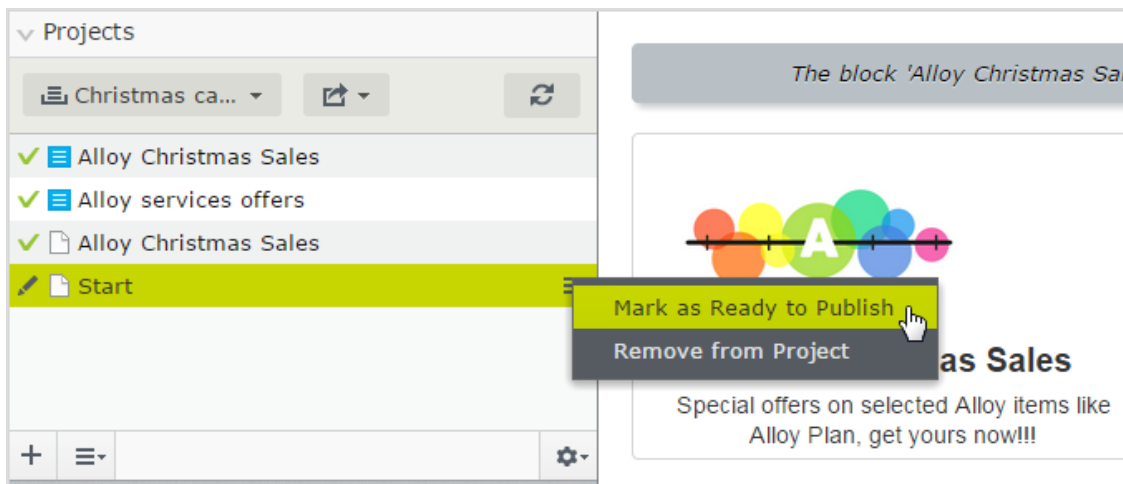 Projects
Christmas ca...
The block 'Alloy Christmas Sal
Alloy Christmas Sales
Alloy services offers
Alloy Christmas Sales
Start
A
Mark as Ready to Publish
Remove from Project
as Sales
Special offers on selected Alloy items like
Alloy Plan, get yours now!!!